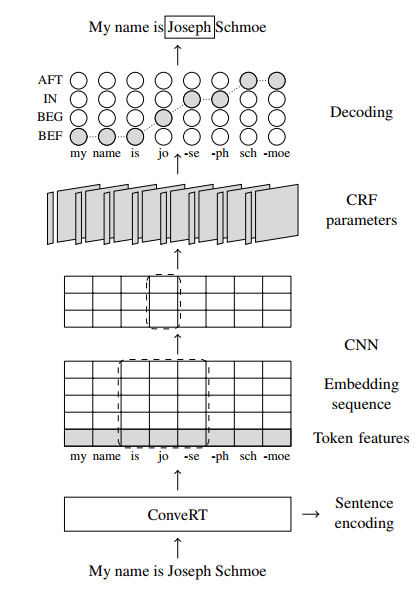 My name is Joseph Schmoe
AFT
IN
BEG
BEF
Decoding
my name is jo -se -ph sch -moe
CRF
parameters
CNN
Embedding
sequence
Token features
my name is jo -se -ph sch -moe
ConveRT
Sentence
encoding
My name is Joseph Schmoe